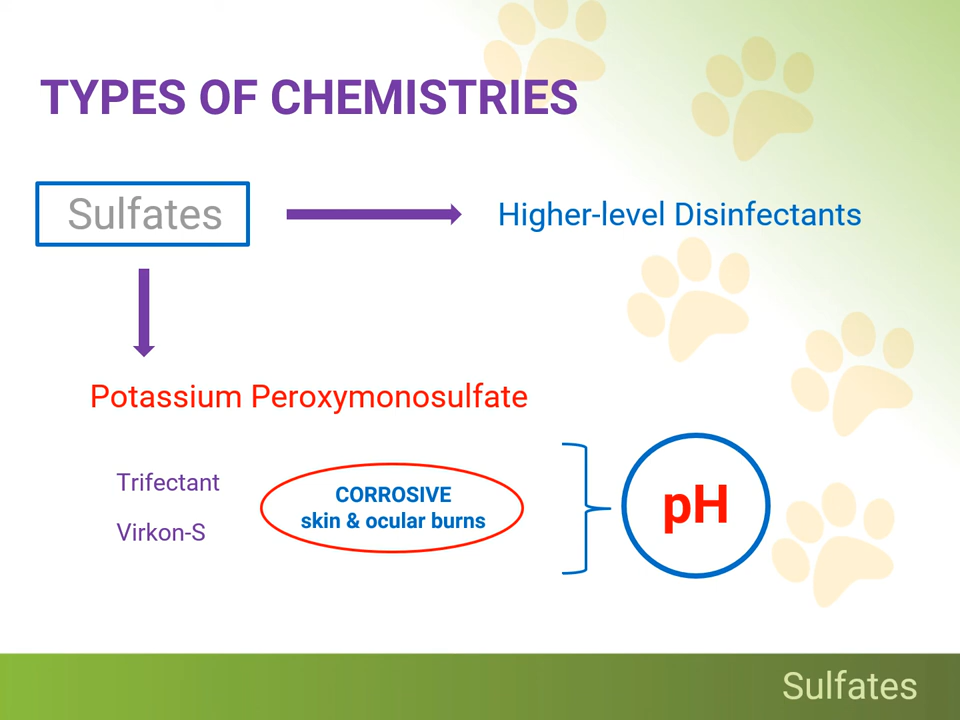 TYPES OF CHEMISTRIES
Sulfates
Higher-level Disinfectants
Potassium Peroxymonosulfate
Trifectant
Virkon-S
CORROSIVE
skin & ocular burns
pH
Sulfates